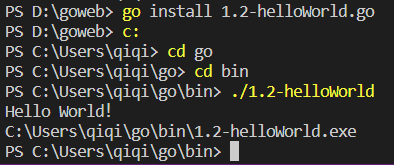 PS D:\goweb> go install 1.2-helloWorld.go
PS D:\goweb> c:
PS C:\Users\qiqi> cd go
PS C:\Users\qiqi\go> cd bin
PS C:\Users\qiqi\go\bin> ./1.2-helloWorld
Hello World!
C:\Users\qiqi\go\bin\1.2-helloWorld.exe
PS C:\Users\qiqi\go\bin>